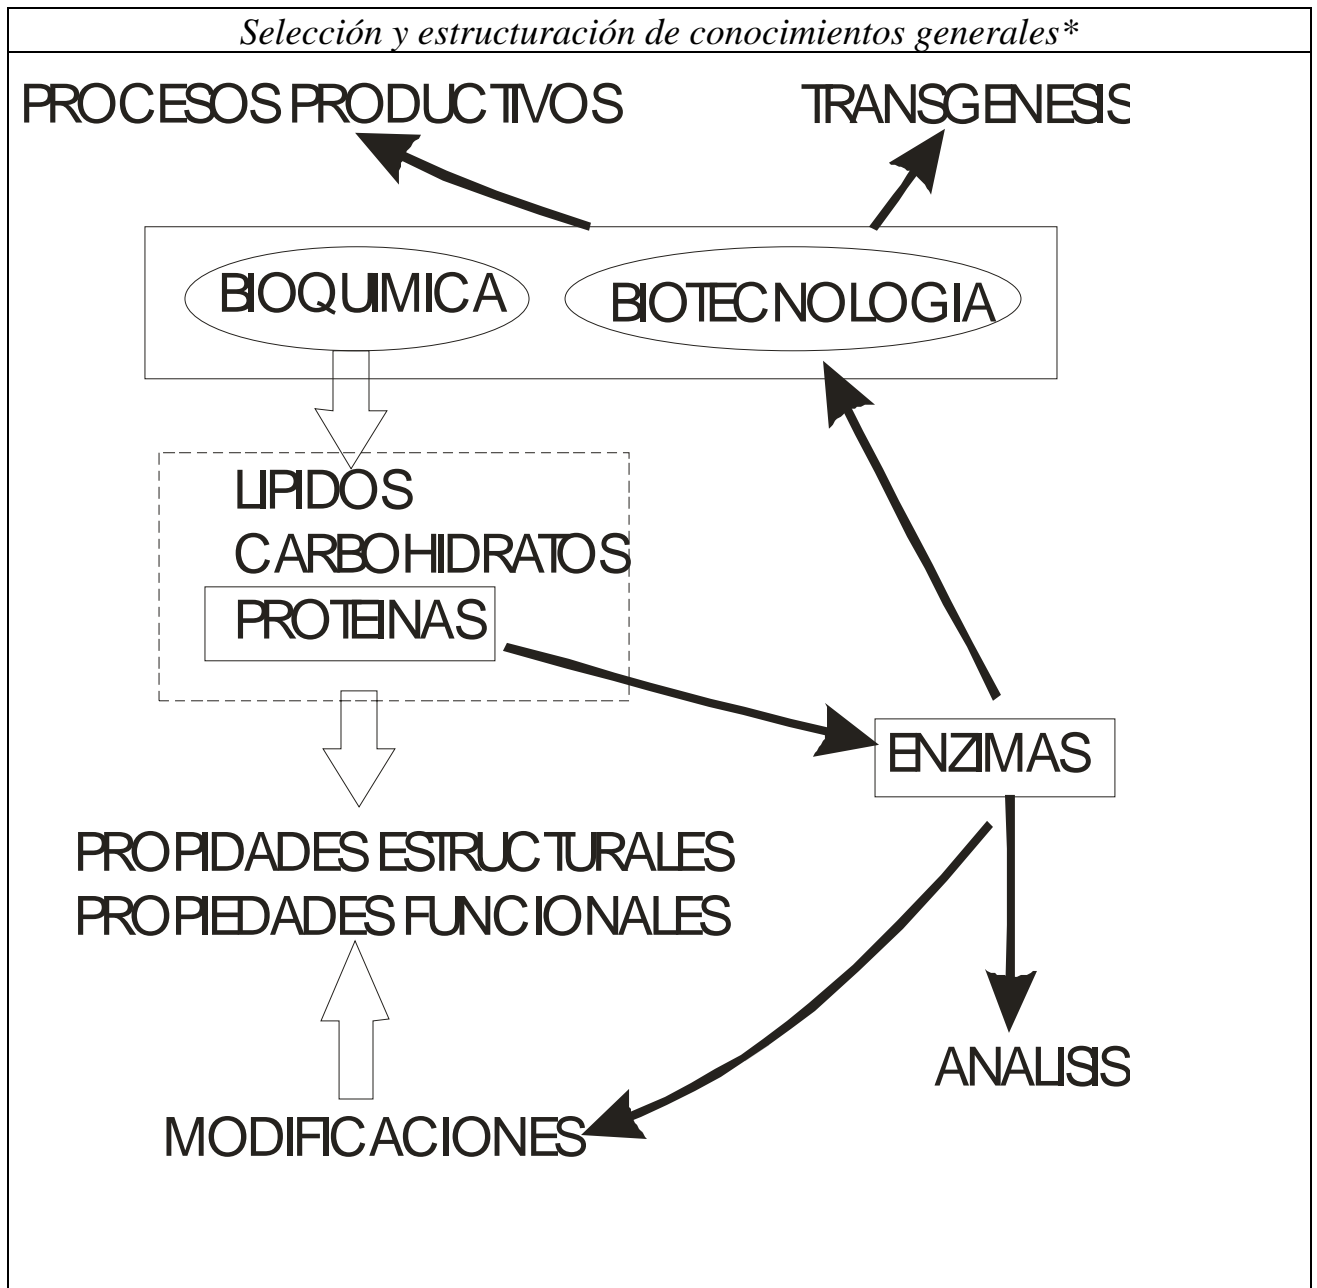 Selección y estructuración de conocimientos generales*
PROCESOS PRODUCTIVOS TRANSGENESIS
BIOQUIMICA BIOTECNOLOGIA
LIPIDOS
CARBOHIDRATOS
PROTEINAS
ENZIMAS
PROPIDADES ESTRUCTURALES
PROPIEDADES FUNCIONALES
ANALISIS
MODIFICACIONES